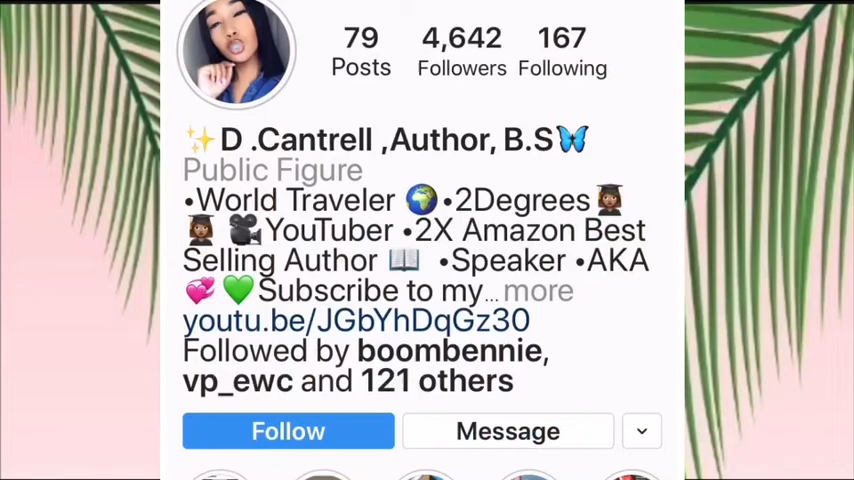 79 4,642 167
Posts Followers Following
✨ D .Cantrell ,Author, B.S🦋
Public Figure
•World Traveler 🌍•2Degrees👩🏾‍🎓
👩🏾‍🎓 🎥YouTuber •2X Amazon Best
Selling Author 📖 •Speaker •AKA
💞💚Subscribe to my... more
youtu.be/JGbYhDqGz30
Followed by boombennie,
vp_ewc and 121 others
Follow Message